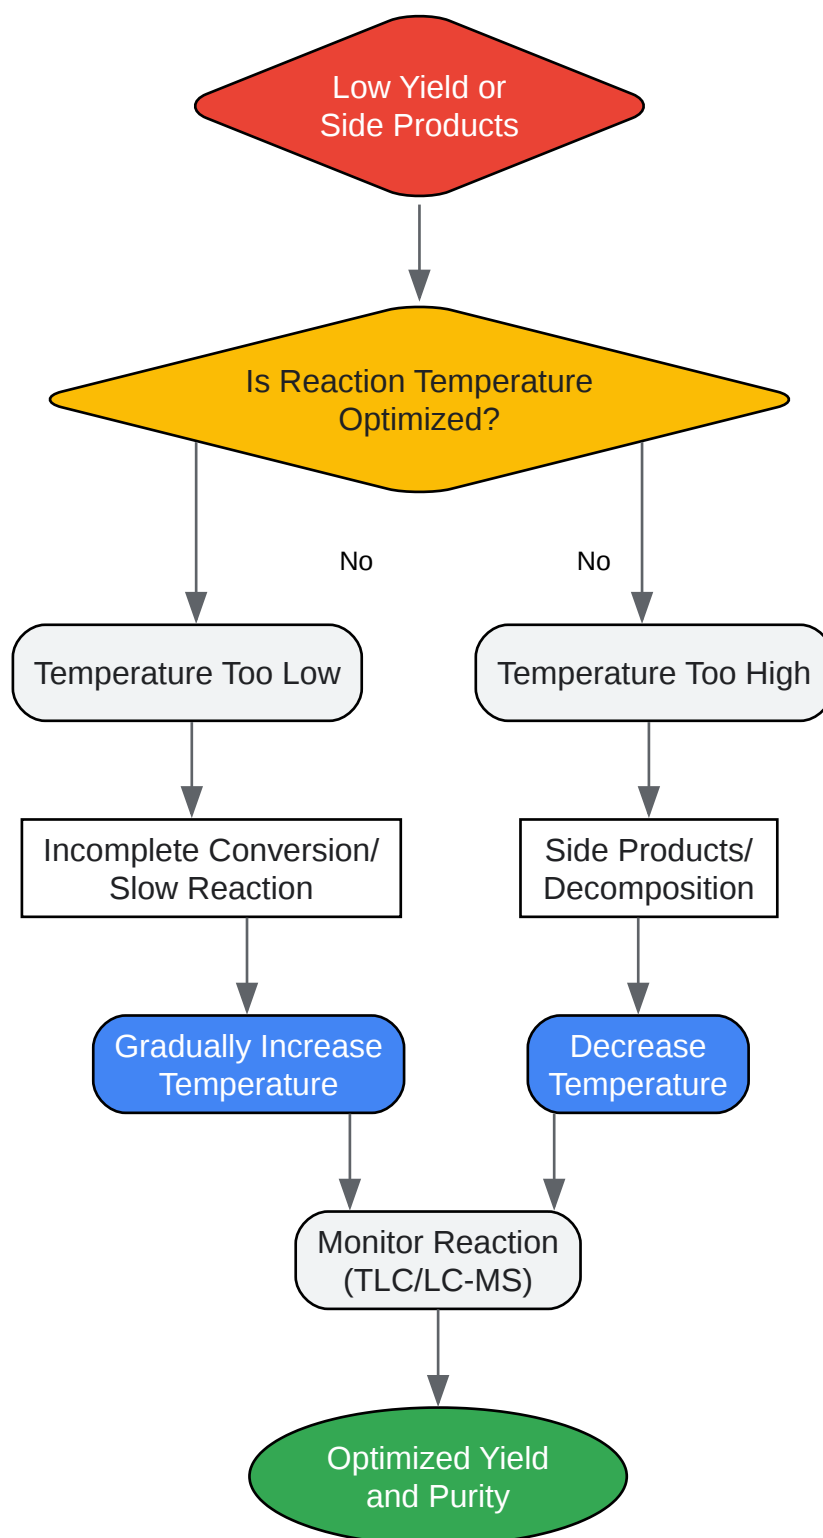 Low Yield or
Side Products
Is Reaction Temperature
Optimized?
No
No
Temperature Too Low
Temperature Too High
Incomplete Conversion/
Slow Reaction
Side Products/
Decomposition
Gradually Increase
Temperature
Decrease
Temperature
Monitor Reaction
(TLC/LC-MS)
Optimized Yield
and Purity